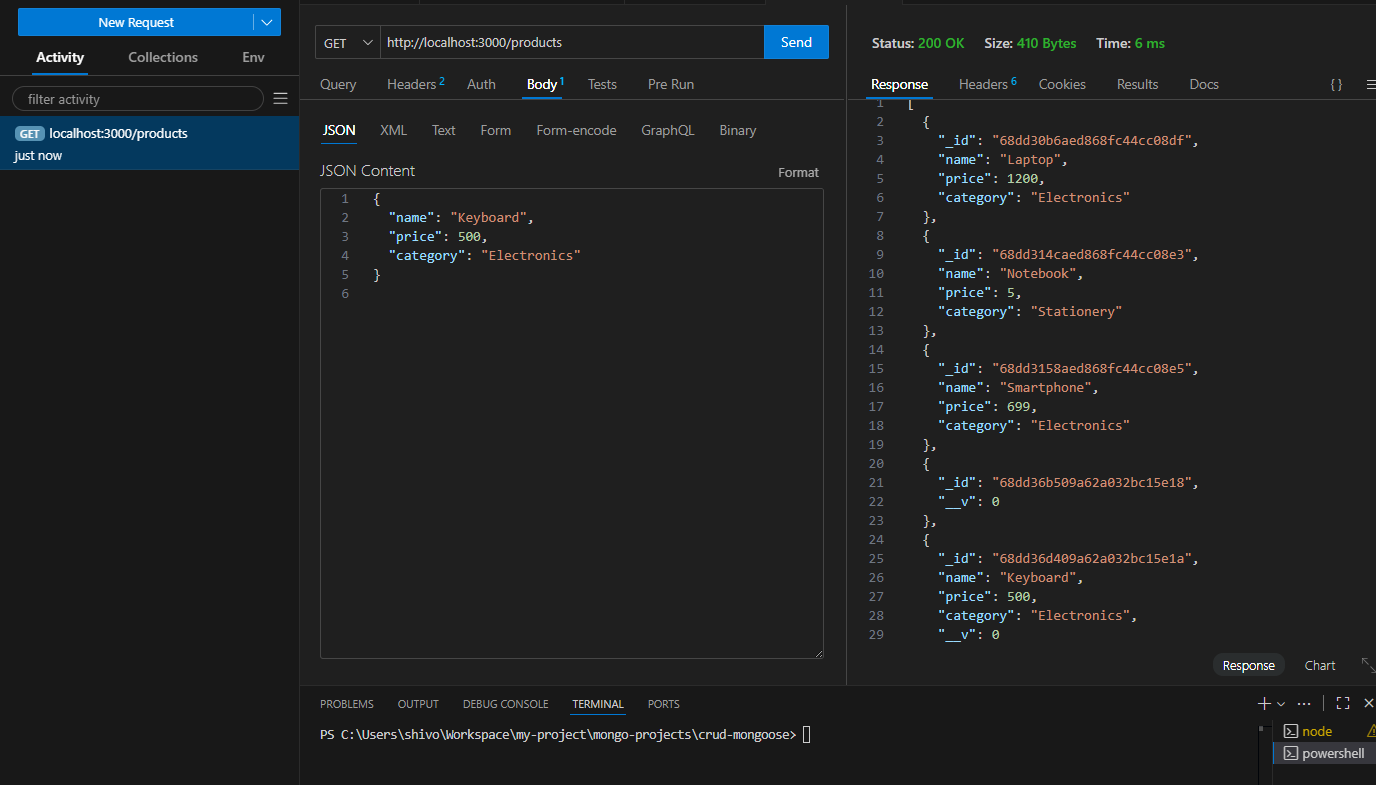 New Request
Activity Collections Env
filter activity
GET localhost:3000/products
just now
GET http://localhost:3000/products Send
Query Headers 2 Auth Body 1 Tests Pre Run
JSON XML Text Form Form-encode GraphQL Binary
JSON Content Format
1 {
2 "name": "Keyboard",
3 "price": 500,
4 "category": "Electronics"
5 }
6
Status: 200 OK Size: 410 Bytes Time: 6 ms
Response Headers 6 Cookies Results Docs { }
1 [
2 {
3 "_id": "68dd30b6aed868fc44cc08df",
4 "name": "Laptop",
5 "price": 1200,
6 "category": "Electronics"
7 },
8 {
9 "_id": "68dd314caed868fc44cc08e3",
10 "name": "Notebook",
11 "price": 5,
12 "category": "Stationery"
13 },
14 {
15 "_id": "68dd3158aed868fc44cc08e5",
16 "name": "Smartphone",
17 "price": 699,
18 "category": "Electronics"
19 },
20 {
21 "_id": "68dd36b509a62a032bc15e18",
22 "__v": 0
23 },
24 {
25 "_id": "68dd36d409a62a032bc15e1a",
26 "name": "Keyboard",
27 "price": 500,
28 "category": "Electronics",
29 "__v": 0
Response Chart
PROBLEMS OUTPUT DEBUG CONSOLE TERMINAL PORTS
PS C:\Users\shivo\Workspace\my-project\mongo-projects\crud-mongoose>
node
powershell